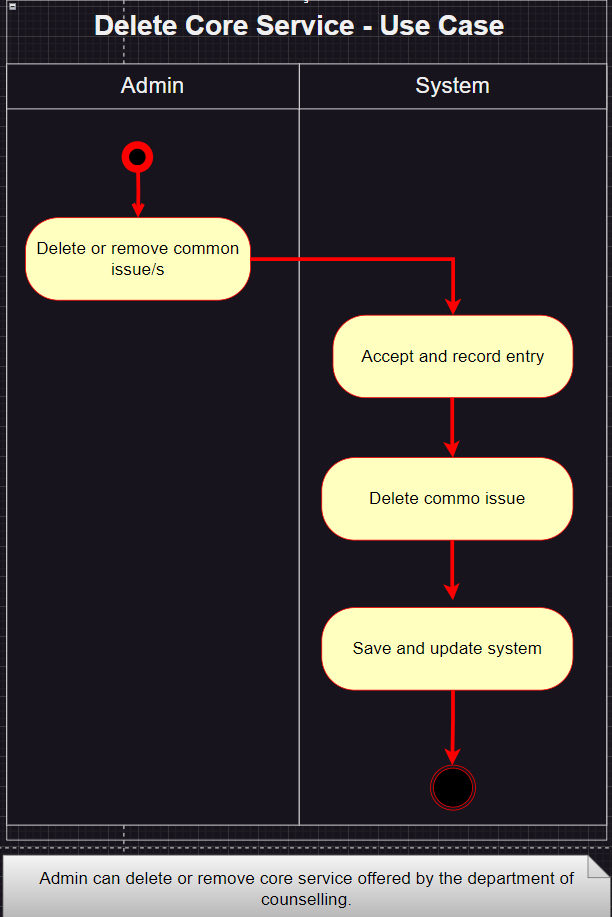 Delete Core Service - Use Case
Admin
System
Delete or remove common
issue/s
Accept and record entry
Delete commo issue
Save and update system
Admin can delete or remove core service offered by the department of
counselling.